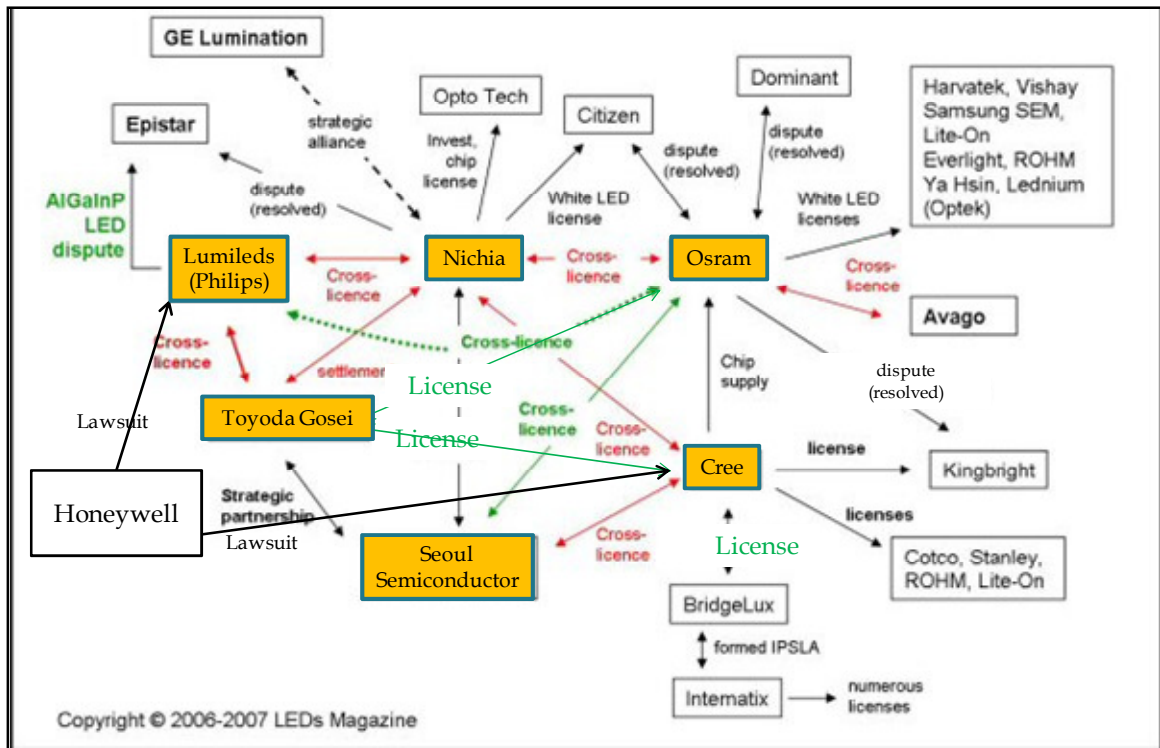 GE Lumination
Dominant
Harvatek, Vishay
Samsung SEM,
Lite-On
Everlight, ROHM
Ya Hsin, Lednium
(Optek)
Opto Tech
Citizen
Epistar
strategic
alliance
Invest,
chip
license
dispute
(resolved)
dispute
(resolved)
dispute
(resolved)
White LED
license
White LED
licenses
AlGaInP
LED
dispute
Lumileds
(Philips)
Nichia
Osram
Cross-
licence
Cross-
licence
Cross-
licence
Avago
Cross-
licence
Cross-licence
settlemer
License
Chip
supply
dispute
(resolved)
Lawsuit
Toyoda Gosei
License
Cross-
licence
Cross-
licence
Cree
license
Kingbright
Honeywell
Strategic
partnership
Lawsuit
Seoul
Semiconductor
Cross-
licence
License
licenses
Cotco, Stanley,
ROHM, Lite-On
BridgeLux
formed IPSLA
Intematix
numerous
licenses
Copyright © 2006-2007 LEDs Magazine